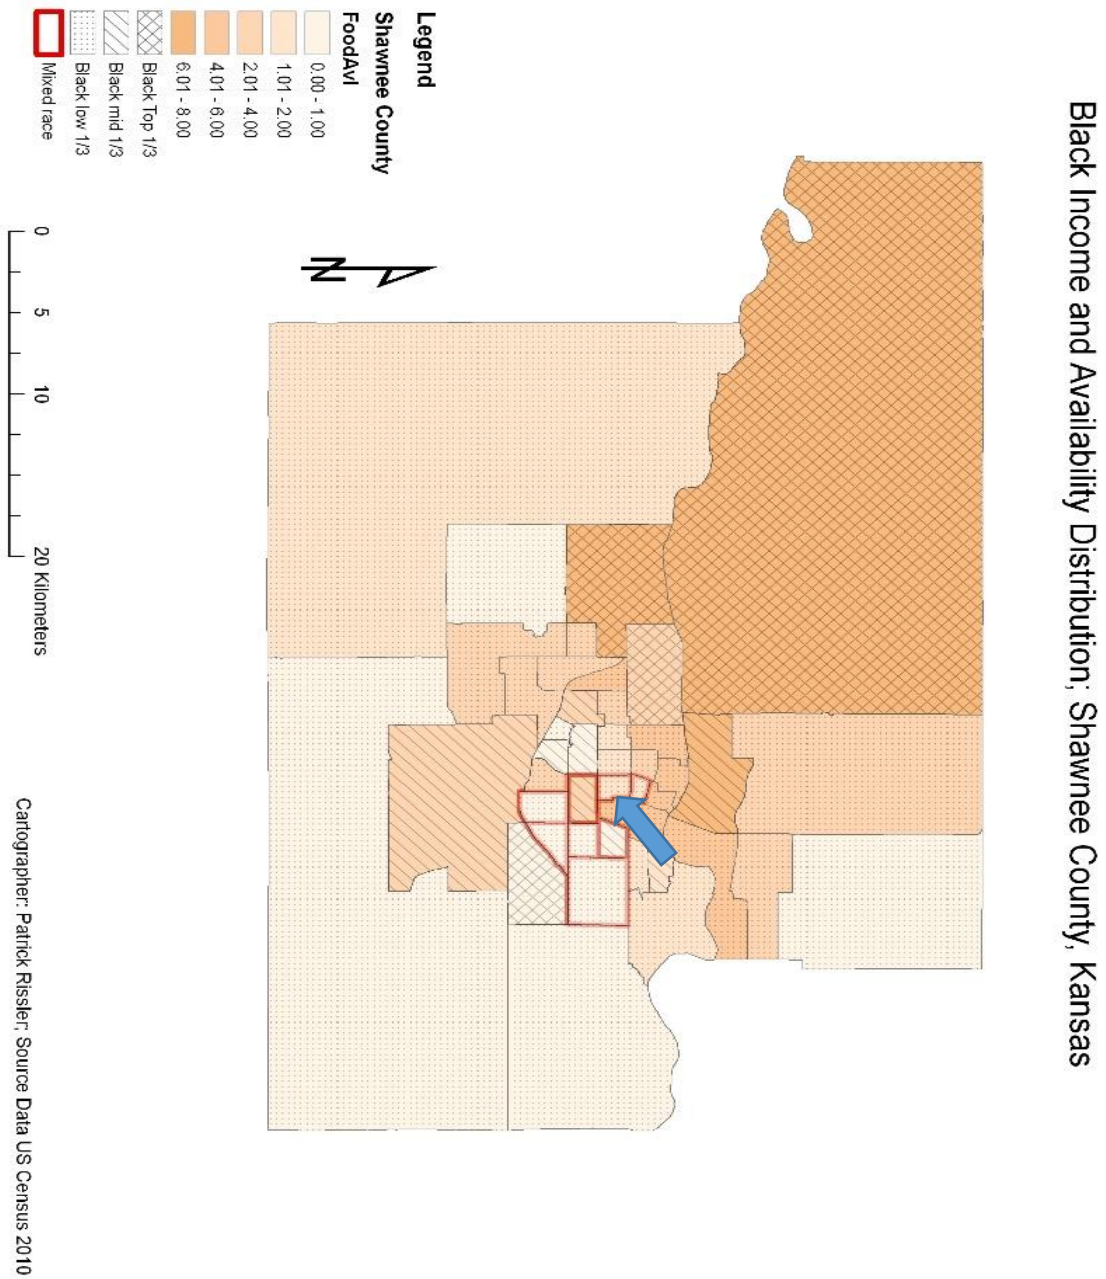 Black Income and Availability Distribution; Shawnee County, Kansas
Legend
Shawnee County
FoodAvl
0.00 - 1.00
1.01 - 2.00
2.01 - 4.00
4.01 - 6.00
6.01 - 8.00
Black Top 1/3
Black mid 1/3
Black low 1/3
Mixed race
N
0 5 10 20 Kilometers
Cartographer: Patrick Rissler; Source Data US Census 2010